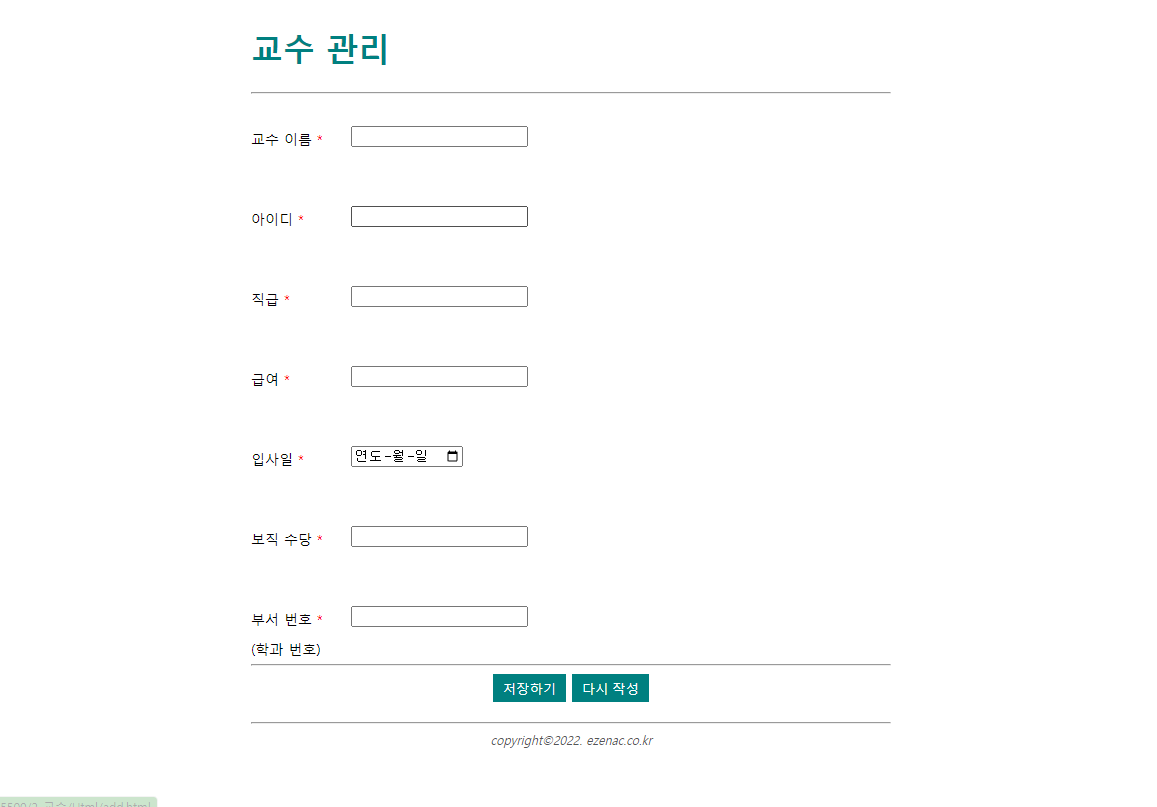 교수 관리
교수 이름 *
아이디 *
직급 *
급여 *
입사일 * 연도-월-일
보직 수당 *
부서 번호 *
(학과 번호)
저장하기 다시 작성
copyright©2022. ezenac.co.kr